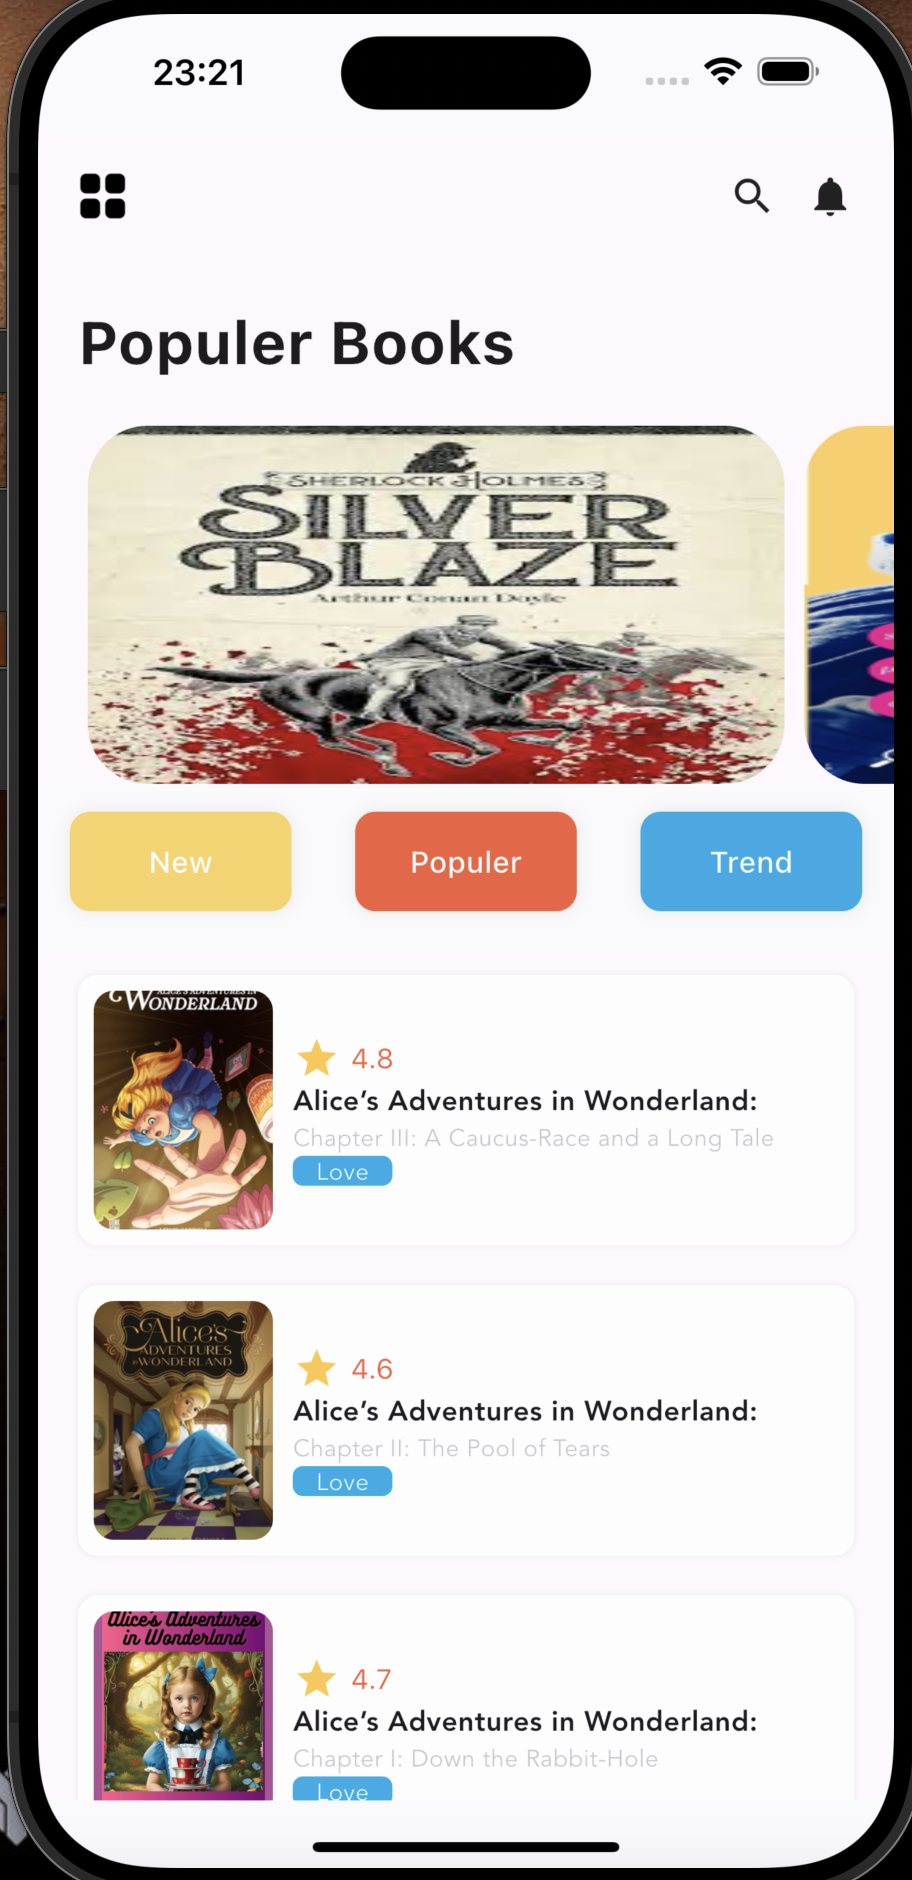 23:21
Populer Books
SHERLOCK HOLMES
SILVER
BLAZE
Arthur Conan Doyle
New
Populer
Trend
ALICE'S ADVENTURES IN
WONDERLAND
4.8
Alice’s Adventures in Wonderland:
Chapter III: A Caucus-Race and a Long Tale
Love
Alice's
ADVENTURES
IN WONDERLAND
4.6
Alice’s Adventures in Wonderland:
Chapter II: The Pool of Tears
Love
Alice's Adventures
in Wonderland
4.7
Alice’s Adventures in Wonderland:
Chapter I: Down the Rabbit-Hole
Love